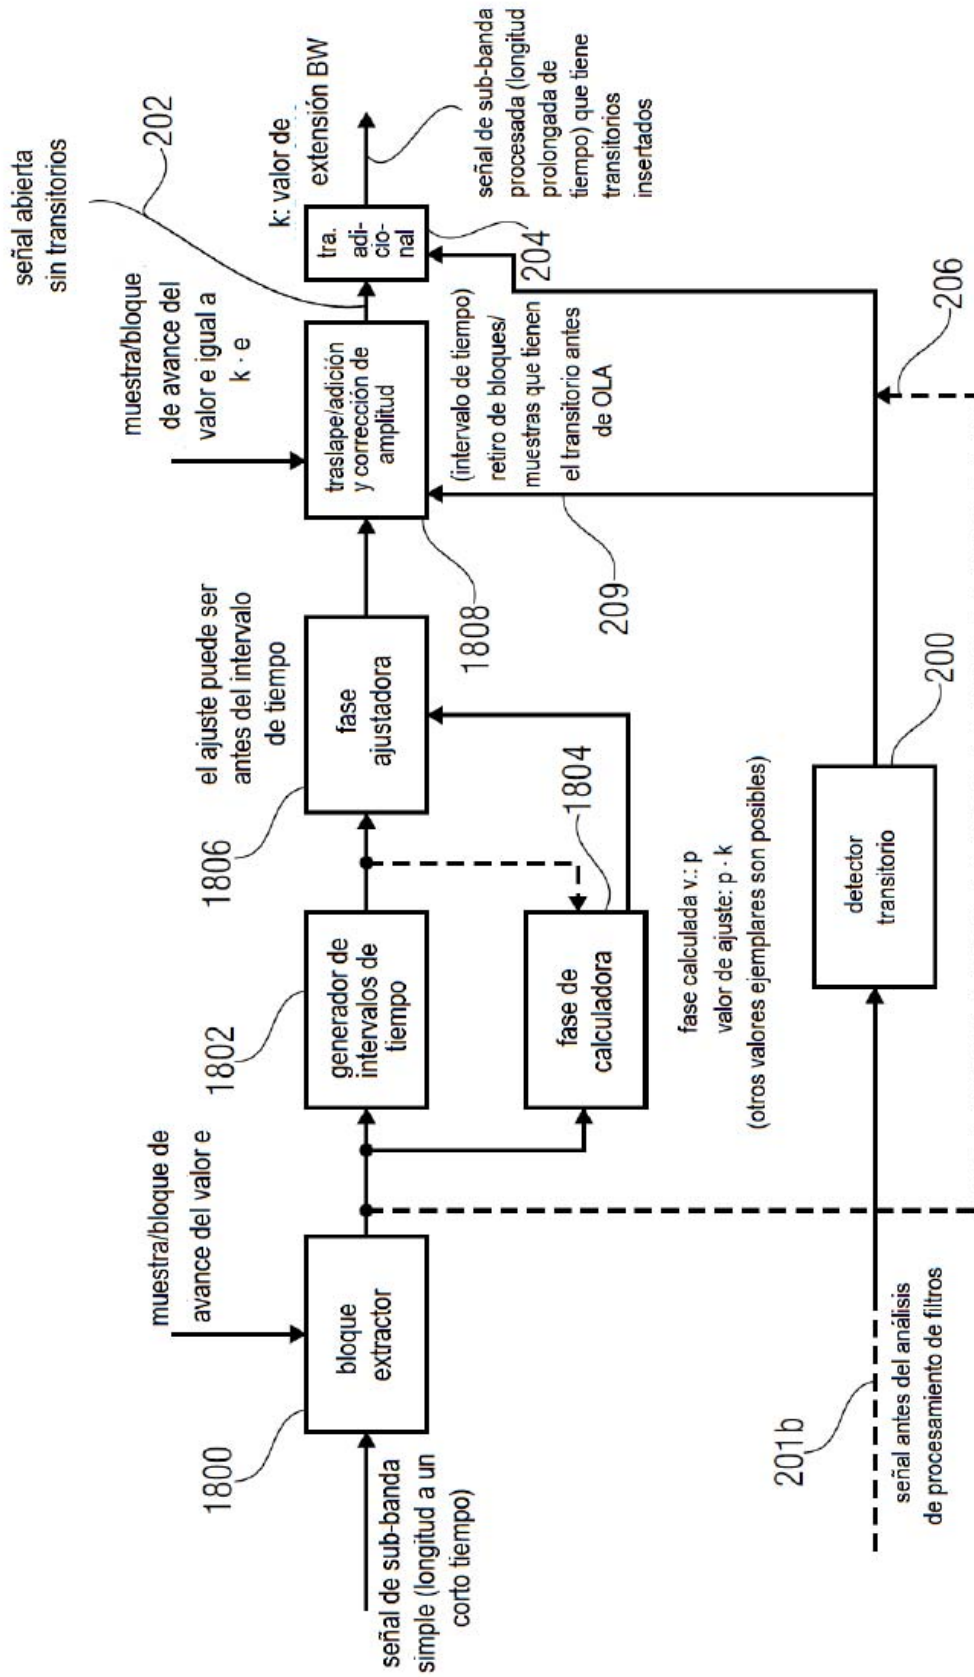 señal de sub-banda
simple (longitud a un
corto tiempo)
1800
bloque
extractor
muestra/bloque de
avance del valor e
1802
generador de
intervalos de
tiempo
fase de
calculadora
1804
fase calculada v.: p
valor de ajuste: p · k
(otros valores ejemplares son posibles)
1806
fase
ajustadora
el ajuste puede ser
antes del intervalo
de tiempo
muestra/bloque
de avance del
valor e igual a
k · e
traslape/adición
y corrección de
amplitud
1808
(intervalo de tiempo)
retiro de bloques/
muestras que tienen
el transitorio antes
de OLA
209
señal abierta
sin transitorios
202
k: valor de
extensión BW
tra.
adi-
cio-
nal
204
señal de sub-banda
procesada (longitud
prolongada de
tiempo) que tiene
transitorios
insertados
201b
señal antes del análisis
de procesamiento de filtros
detector
transitorio
200
206